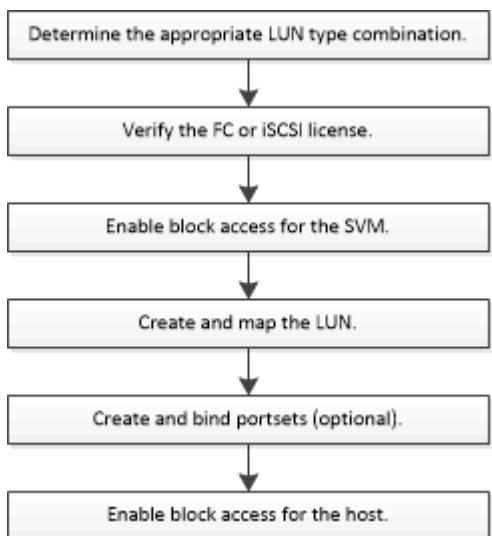 Determine the appropriate LUN type combination.
Verify the FC or iSCSI license.
Enable block access for the SVM.
Create and map the LUN.
Create and bind portsets (optional).
Enable block access for the host.